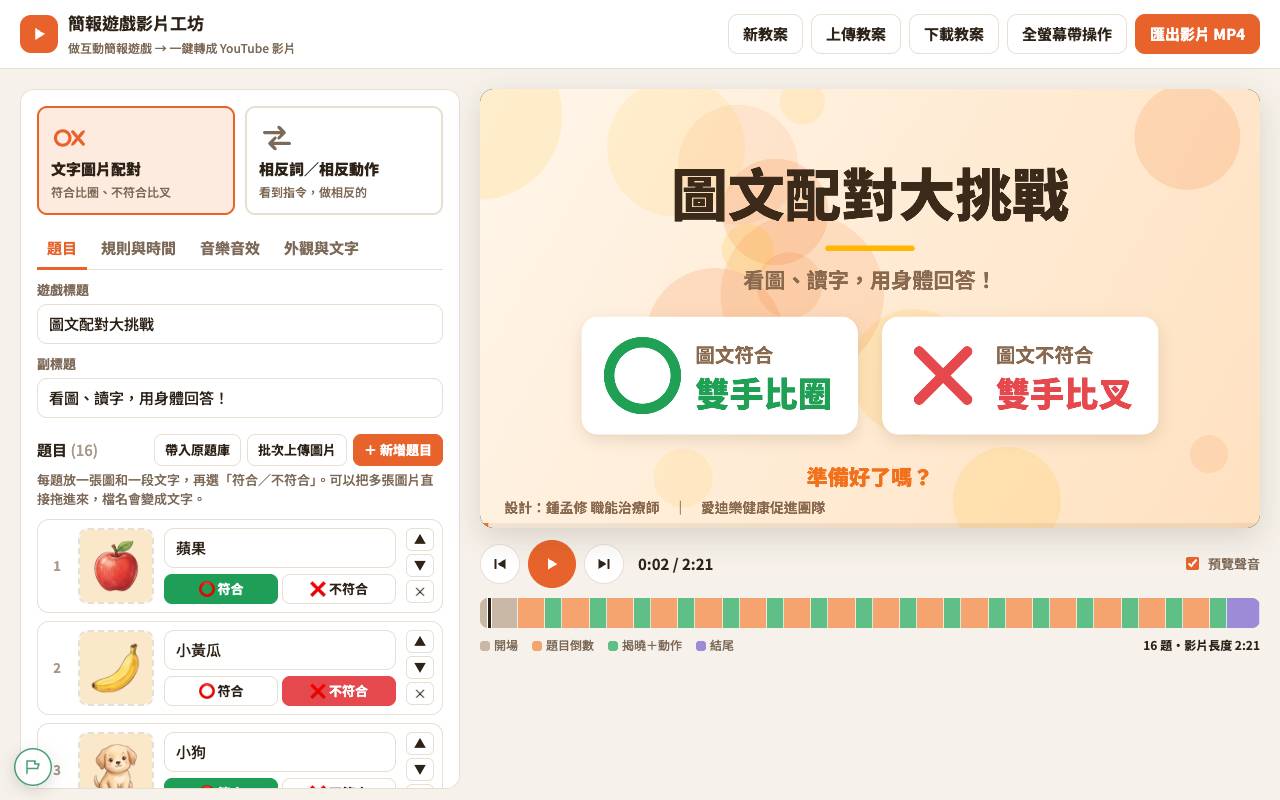 簡報遊戲影片工坊
做互動簡報遊戲 → 一鍵轉成 YouTube 影片
新教案
上傳教案
下載教案
全螢幕帶操作
匯出影片 MP4
OX
文字圖片配對
符合比圈、不符合比叉
相反詞／相反動作
看到指令，做相反的
題目
規則與時間
音樂音效
外觀與文字
遊戲標題
圖文配對大挑戰
副標題
看圖、讀字，用身體回答！
題目 (16)
帶入原題庫
批次上傳圖片
＋ 新增題目
每題放一張圖和一段文字，再選「符合／不符合」。可以把多張圖片直
接拖進來，檔名會變成文字。
1
蘋果
符合
不符合
2
小黃瓜
符合
不符合
3
小狗
圖文配對大挑戰
看圖、讀字，用身體回答！
圖文符合
雙手比圈
圖文不符合
雙手比叉
準備好了嗎？
設計：鍾孟修 職能治療師 ｜ 愛迪樂健康促進團隊
0:02 / 2:21
預覽聲音
開場
題目倒數
揭曉＋動作
結尾
16 題・影片長度 2:21